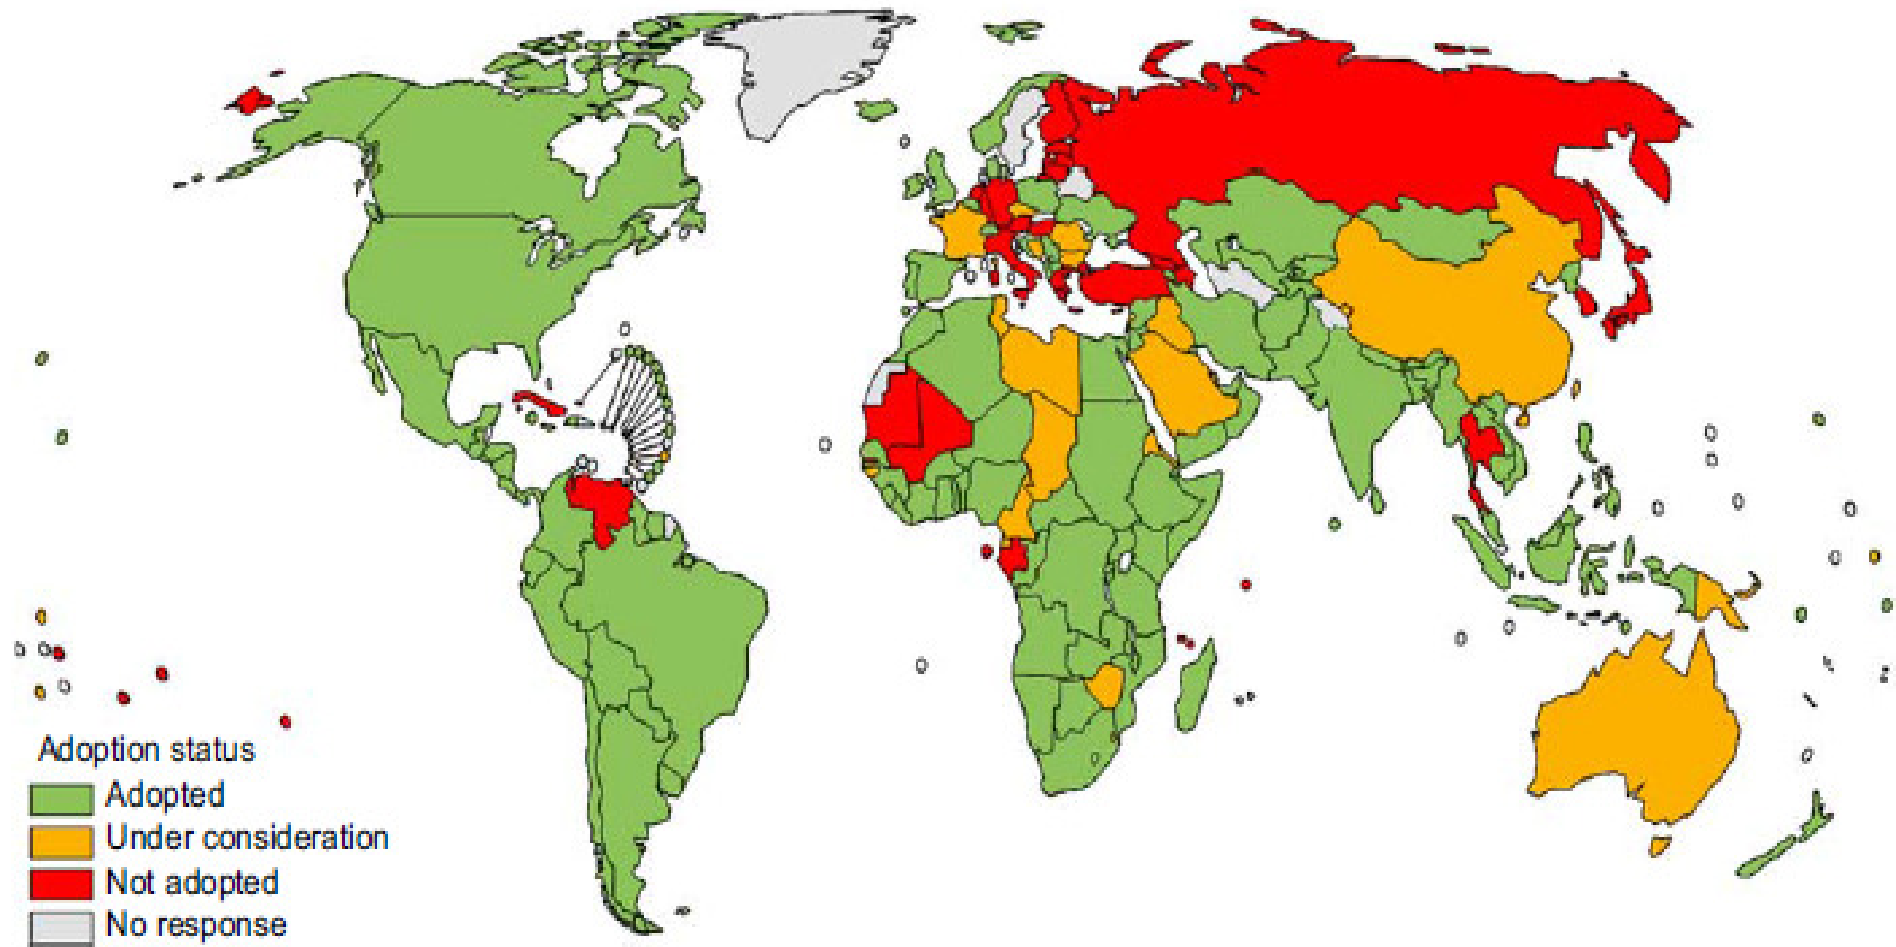 Adoption status
Adopted
Under consideration
Not adopted
No response